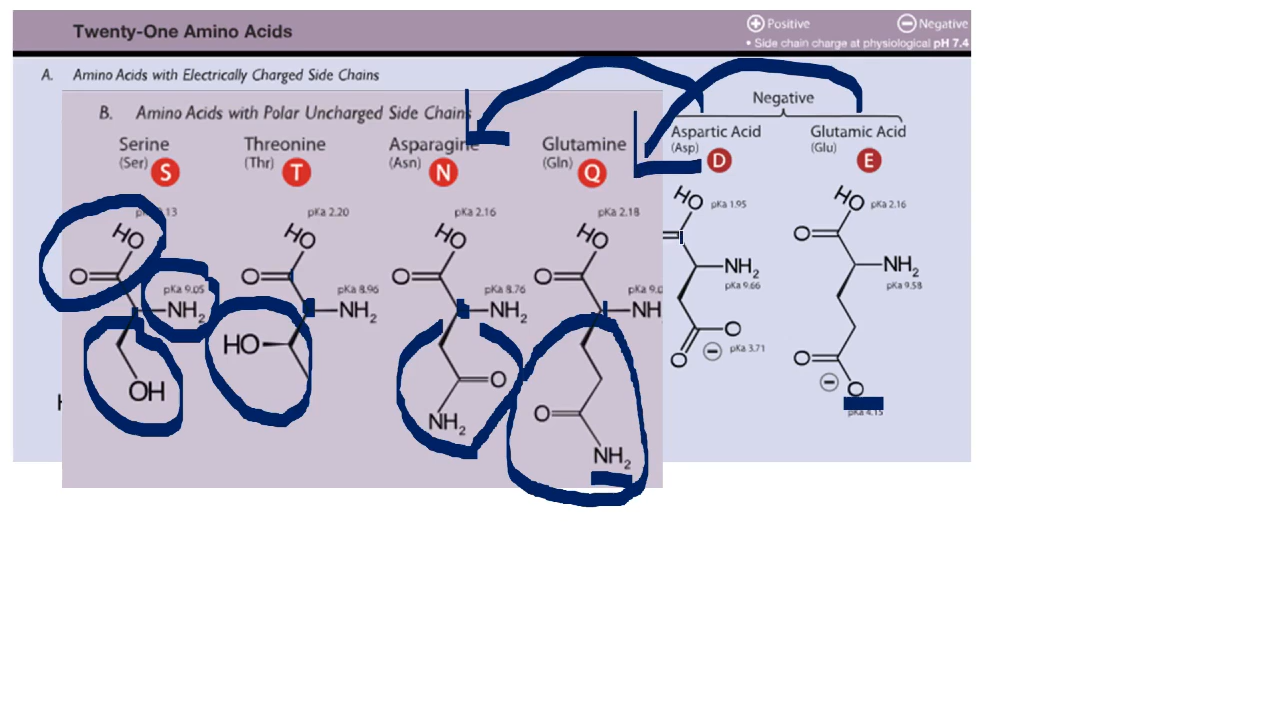 Twenty-One Amino Acids
+ Positive
− Negative
• Side chain charge at physiological pH 7.4
A. Amino Acids with Electrically Charged Side Chains
B. Amino Acids with Polar Uncharged Side Chains
Negative
Serine
(Ser) S
Threonine
(Thr) T
Asparagine
(Asn) N
Glutamine
(Gln) Q
Aspartic Acid
(Asp) D
Glutamic Acid
(Glu) E
HO
O
pKa 9.05
NH₂
OH
pKa 2.20
HO
O
pKa 8.96
NH₂
HO
pKa 2.16
HO
O
pKa 8.76
NH₂
O
NH₂
pKa 2.18
HO
O
NH
O
NH₂
HO pKa 1.95
NH₂
pKa 9.66
O
O
− pKa 3.71
HO pKa 2.16
O
NH₂
pKa 9.58
O
− O
pKa 4.15